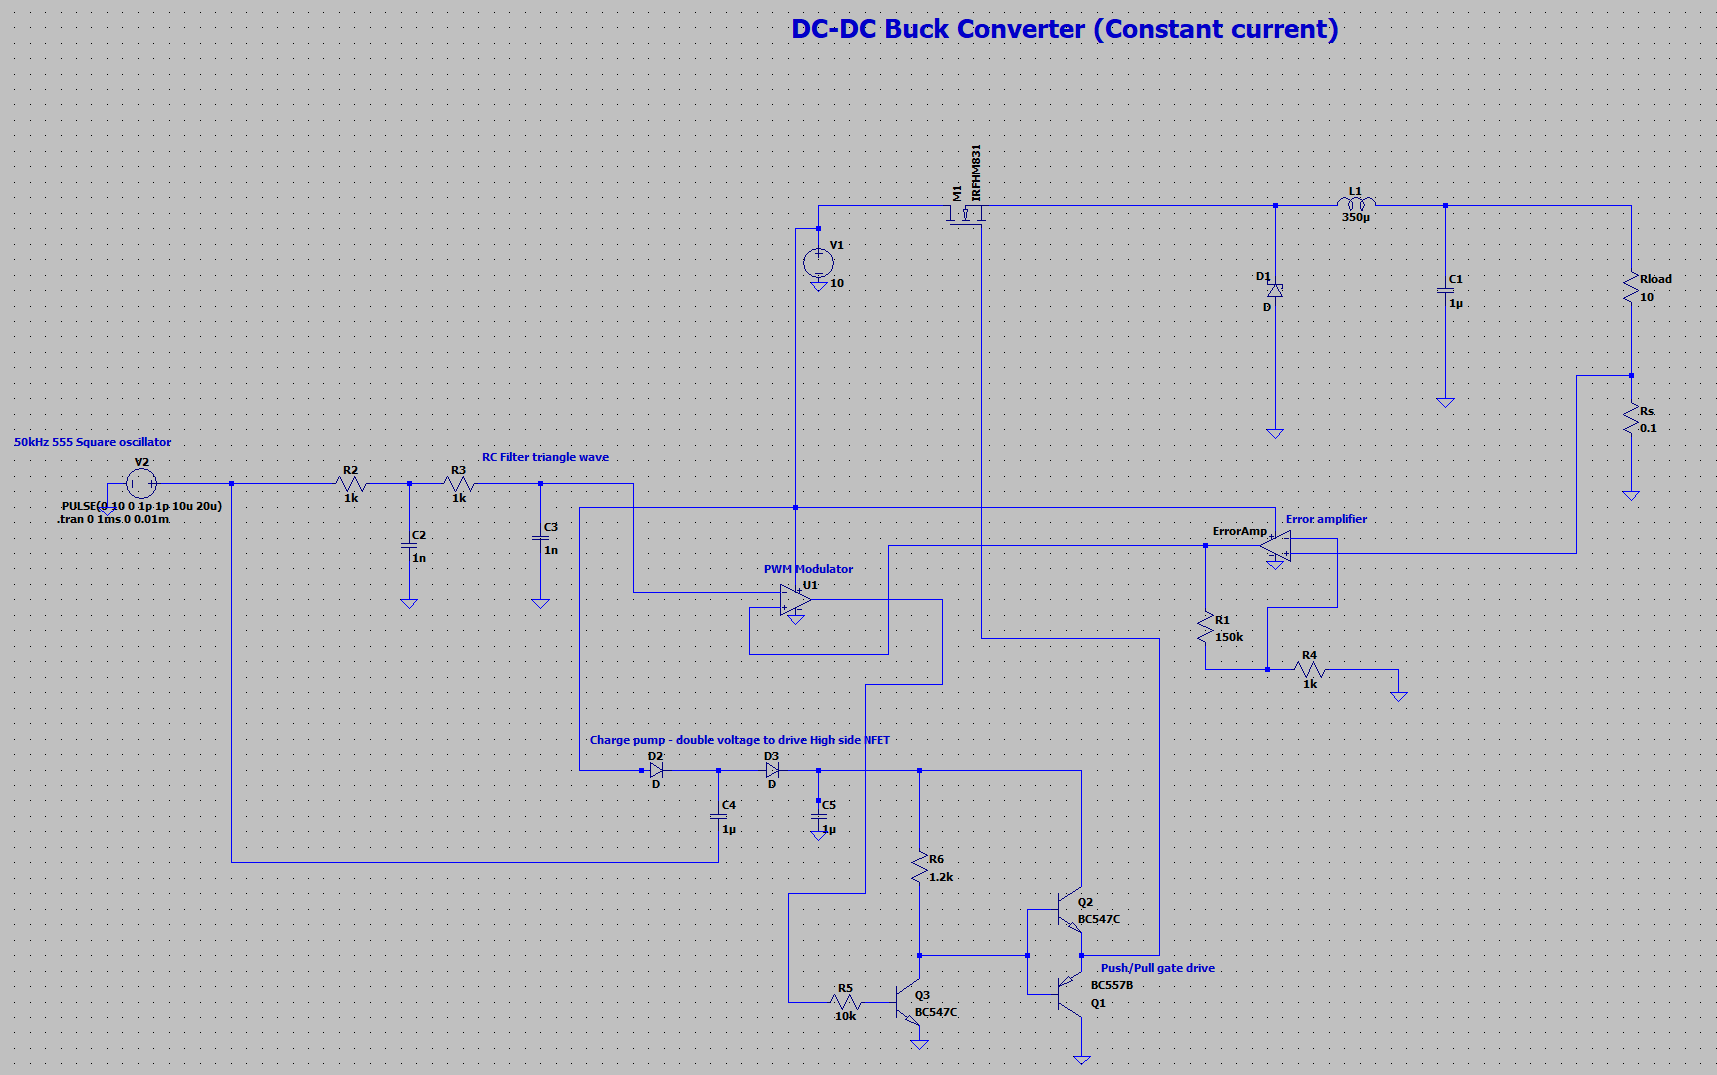 DC-DC Buck Converter (Constant current)
M1
IRFHM831
L1
350µ
V1
10
D1
D
C1
1µ
Rload
10
Rs
0.1
50kHz 555 Square oscillator
V2
PULSE(0 10 0 1p 1p 10u 20u)
.tran 0 1ms 0 0.01m
R2
1k
R3
1k
RC Filter triangle wave
C2
1n
C3
1n
ErrorAmp
Error amplifier
PWM Modulator
U1
R1
150k
R4
1k
Charge pump - double voltage to drive High side NFET
D2
D
D3
D
C4
1µ
C5
1µ
R6
1.2k
Q2
BC547C
Push/Pull gate drive
BC557B
Q1
R5
10k
Q3
BC547C